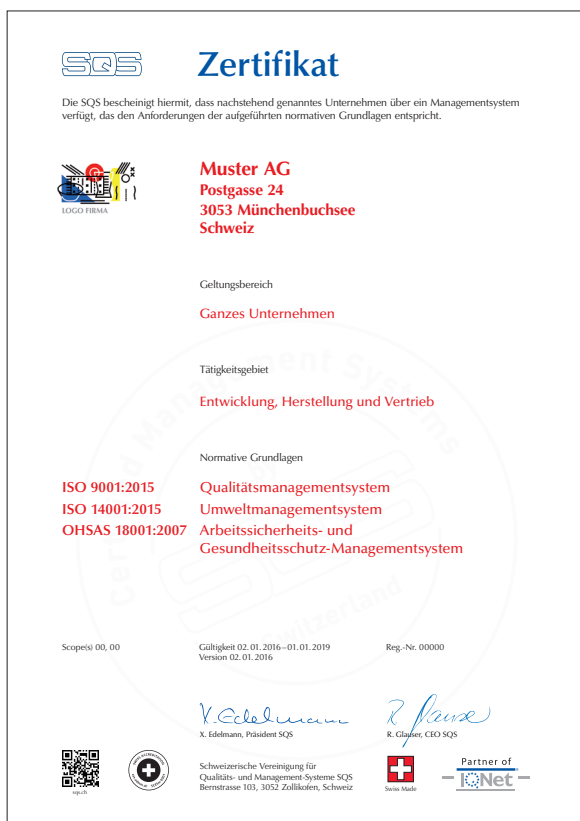 SQS
Zertifikat
Die SQS bescheinigt hiermit, dass nachstehend genanntes Unternehmen über ein Managementsystem
verfügt, das den Anforderungen der aufgeführten normativen Grundlagen entspricht.
LOGO FIRMA
Muster AG
Postgasse 24
3053 Münchenbuchsee
Schweiz
Geltungsbereich
Ganzes Unternehmen
Tätigkeitsgebiet
Entwicklung, Herstellung und Vertrieb
Normative Grundlagen
ISO 9001:2015 Qualitätsmanagementsystem
ISO 14001:2015 Umweltmanagementsystem
OHSAS 18001:2007 Arbeitssicherheits- und
Gesundheitsschutz-Managementsystem
Scope(s) 00, 00 Gültigkeit 02. 01. 2016–01. 01. 2019 Reg.-Nr. 00000
Version 02. 01. 2016
X. Edelmann
X. Edelmann, Präsident SQS R. Glauser, CEO SQS
Schweizerische Vereinigung für
Qualitäts- und Management-Systeme SQS
Bernstrasse 103, 3052 Zollikofen, Schweiz
sqs.ch
Swiss Made
Partner of
IQNet